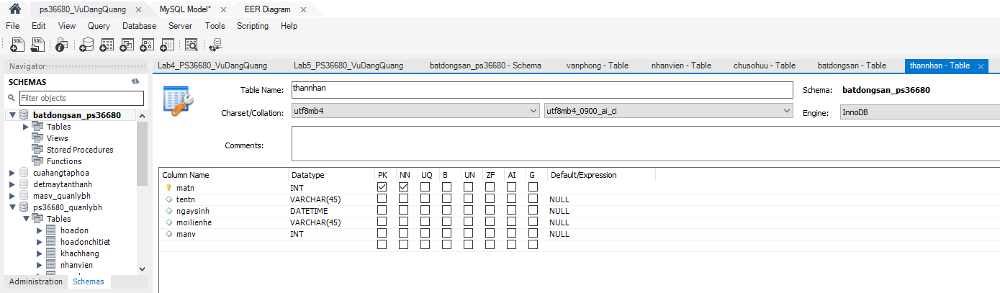 ps36680_VuDangQuang MySQL Model* EER Diagram
File Edit View Query Database Server Tools Scripting Help
Navigator
SCHEMAS
Filter objects
batdongsan_ps36680
Tables
Views
Stored Procedures
Functions
cuahangtaphoa
detmaytanthanh
masv_quanlybh
ps36680_quanlybh
Tables
hoadon
hoadonchitiet
khachhang
nhanvien
Administration Schemas
Lab4_PS36680_VuDangQuang Lab5_PS36680_VuDangQuang batdongsan_ps36680 - Schema vanphong - Table nhanvien - Table chusohuu - Table batdongsan - Table thannhan - Table
Table Name: thannhan Schema: batdongsan_ps36680
Charset/Collation: utf8mb4 utf8mb4_0900_ai_ci Engine: InnoDB
Comments:
Column Name Datatype PK NN UQ B UN ZF AI G Default/Expression
matn INT
tentn VARCHAR(45) NULL
ngaysinh DATETIME NULL
moilienhe VARCHAR(45) NULL
manv INT NULL